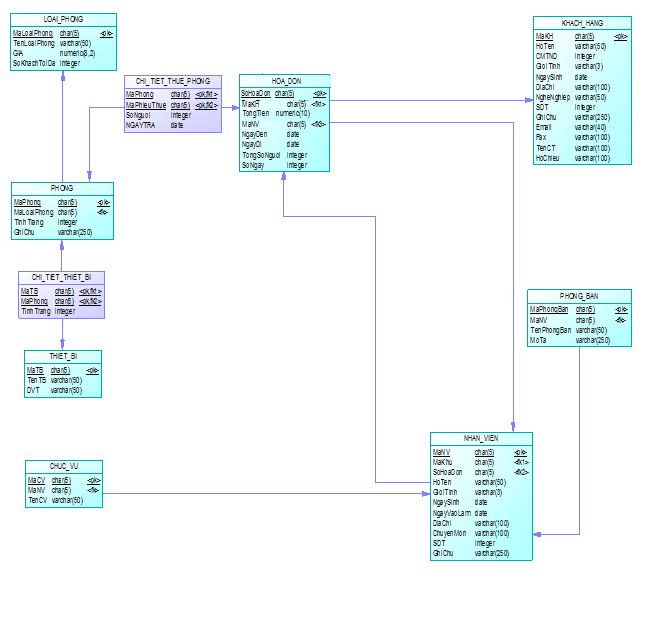 LOAI_PHONG
MaLoaiPhong char(5) <pk>
TenLoaiPhong varchar(50)
GIA numeric(8,2)
SoKhachToiDa integer
KHACH_HANG
MaKH char(5) <pk>
HoTen varchar(50)
CMTND integer
GioiTinh varchar(3)
NgaySinh date
DiaChi varchar(100)
NgheNghiep varchar(50)
SDT integer
GhiChu varchar(250)
Email varchar(40)
Fax varchar(100)
TenCT varchar(100)
HoChieu varchar(100)
CHI_TIET_THUE_PHONG
MaPhong char(5) <pk,fk1>
MaPhieuThue char(5) <pk,fk2>
SoNguoi integer
NGAYTRA date
HOA_DON
SoHoaDon char(5) <pk>
MaKH char(5) <fk1>
TongTien numeric(10)
MaNV char(5) <fk3>
NgayDen date
NgayDi date
TongSoNguoi integer
SoNgay integer
PHONG
MaPhong char(5) <pk>
MaLoaiPhong char(5) <fk>
TinhTrang integer
GhiChu varchar(250)
CHI_TIET_THIET_BI
MaTB char(5) <pk,fk1>
MaPhong char(5) <pk,fk2>
TinhTrang integer
PHONG_BAN
MaPhongBan char(5) <pk>
MaNV char(5) <fk>
TenPhongBan varchar(50)
MoTa varchar(250)
THIET_BI
MaTB char(5) <pk>
TenTB varchar(50)
DVT varchar(50)
NHAN_VIEN
MaNV char(5) <pk>
MaKhu char(5) <fk1>
SoHoaDon char(5) <fk2>
HoTen varchar(50)
GioiTinh varchar(3)
NgaySinh date
NgayVaoLam date
DiaChi varchar(100)
ChuyenMon varchar(100)
SDT integer
GhiChu varchar(250)
CHUC_VU
MaCV char(5) <pk>
MaNV char(5) <fk>
TenCV varchar(50)